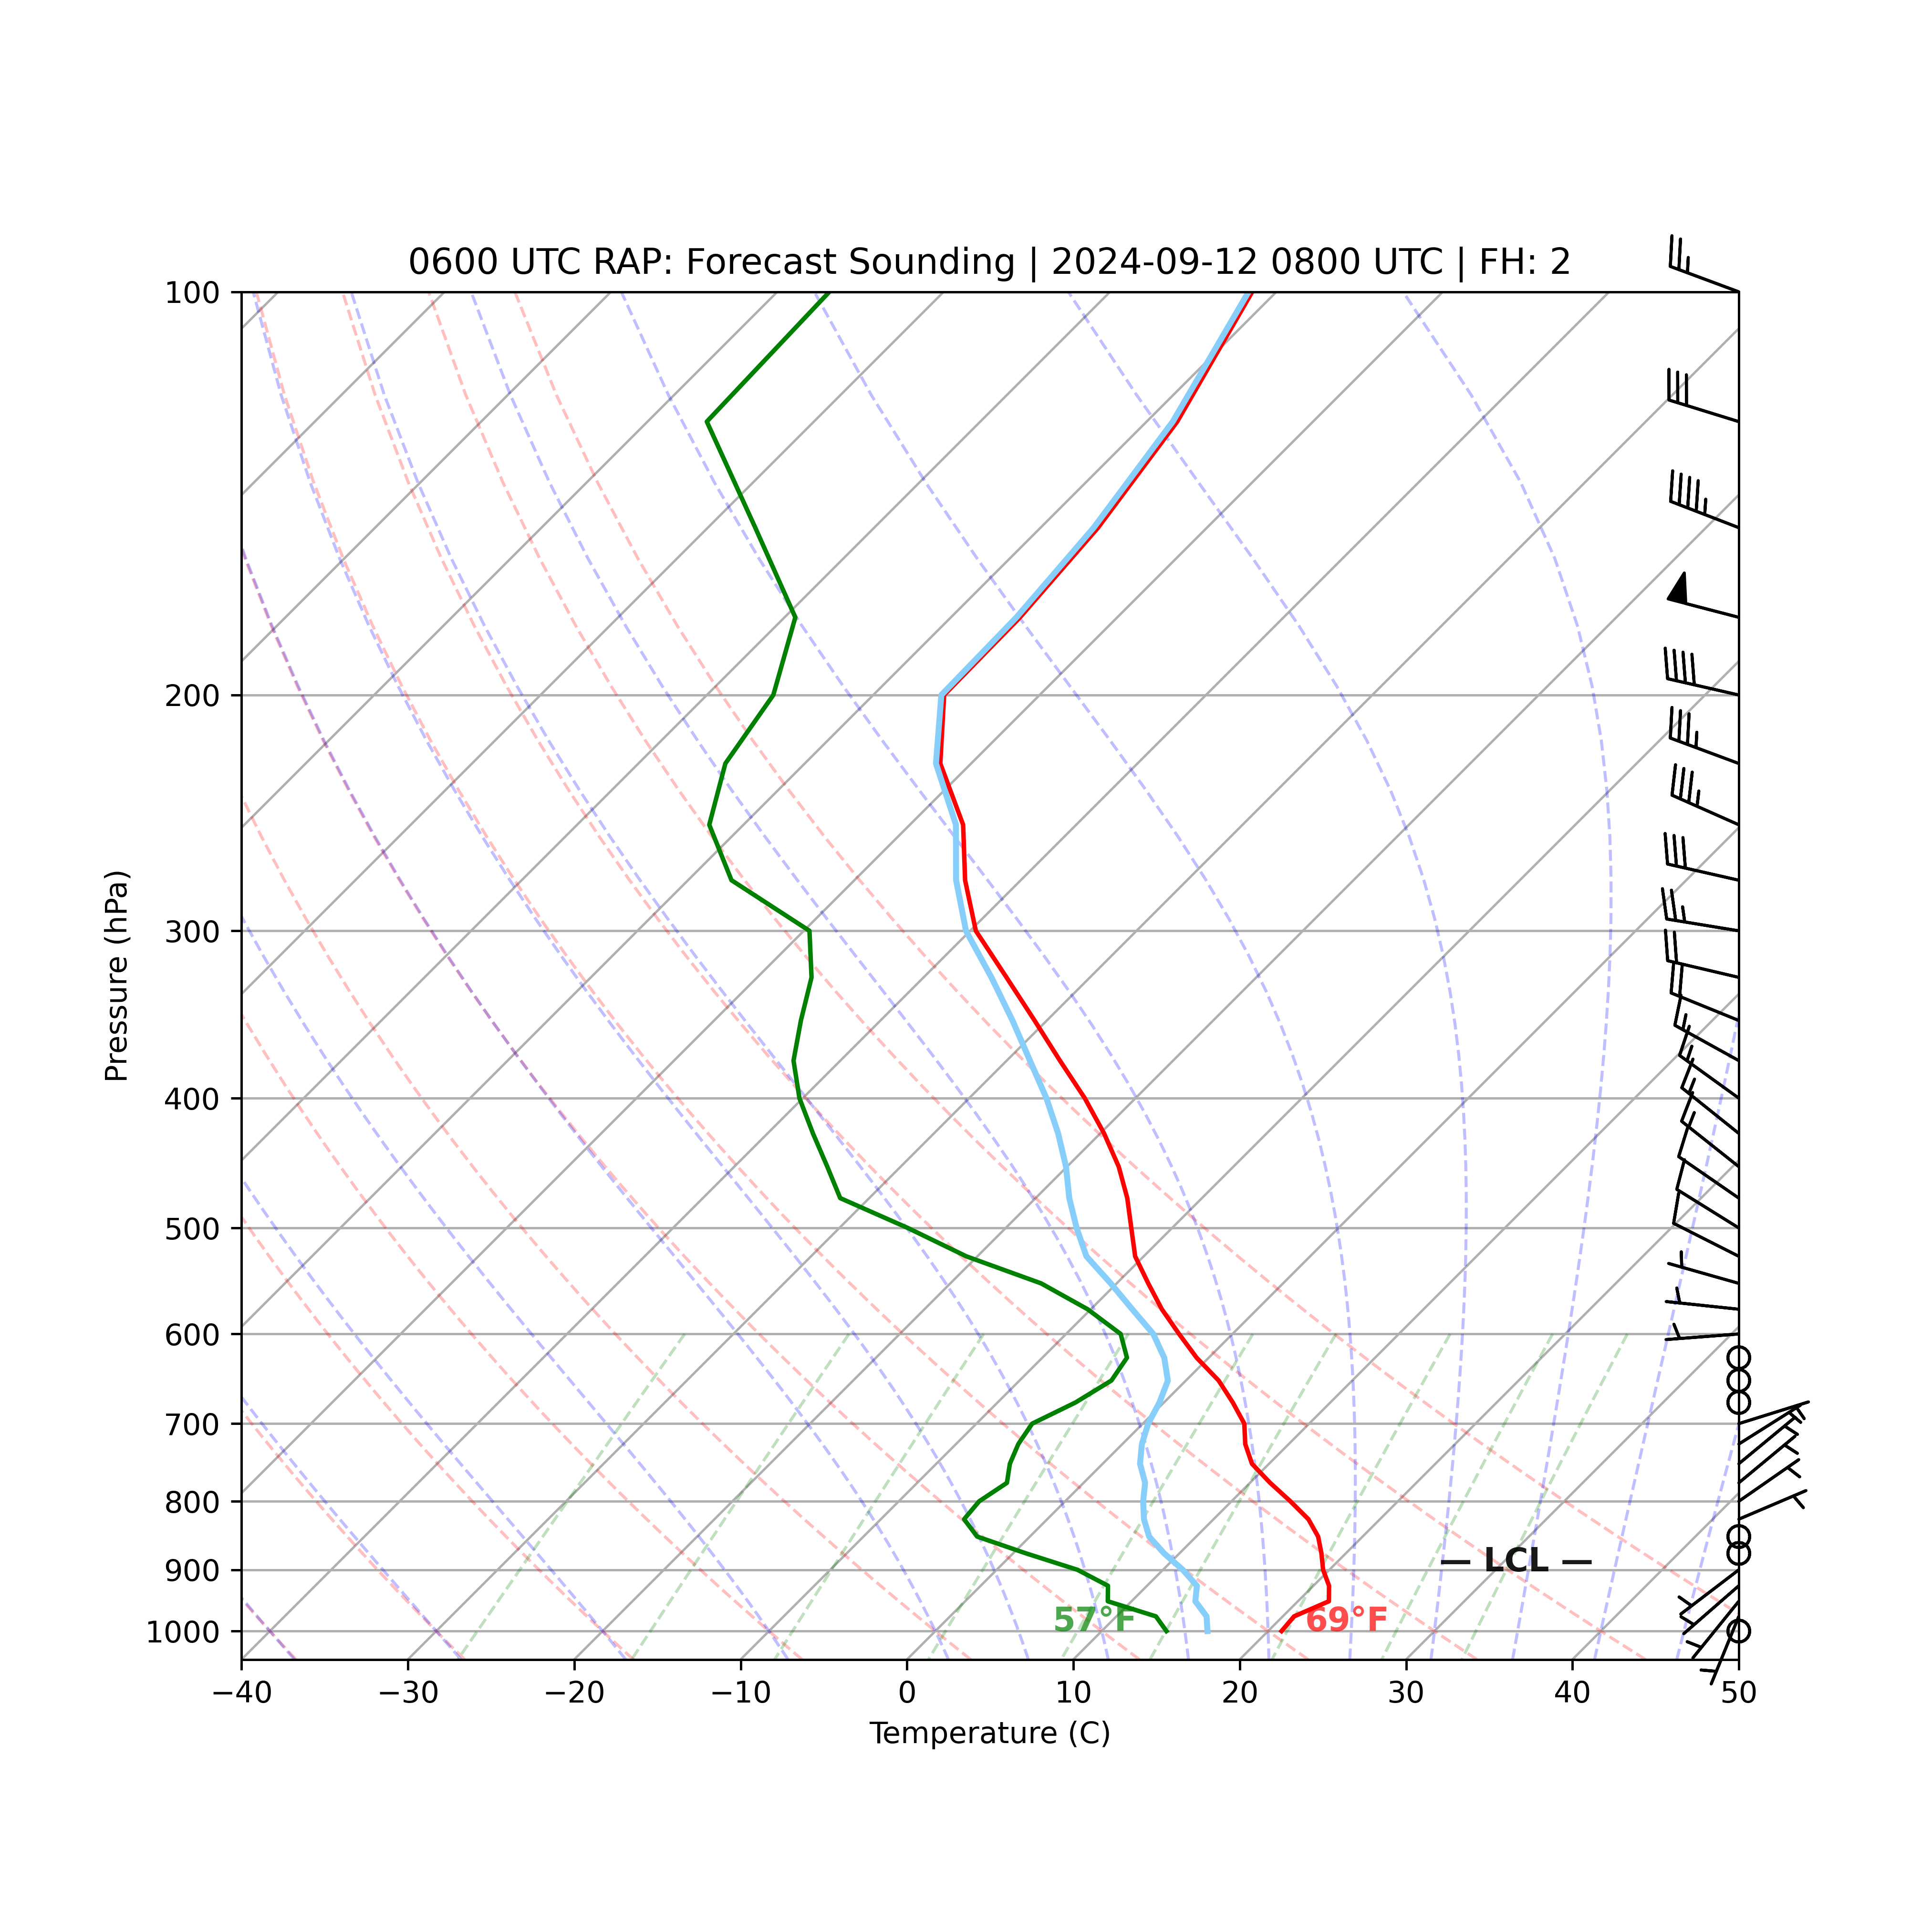 0600 UTC RAP: Forecast Sounding | 2024-09-12 0800 UTC | FH: 2
100
200
300
400
500
600
700
800
900
1000
Pressure (hPa)
— LCL —
57°F
69°F
−40 −30 −20 −10 0 10 20 30 40 50
Temperature (C)